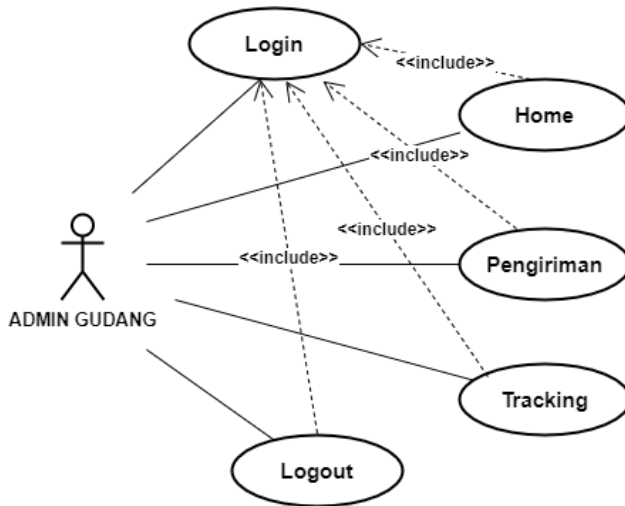 Login
<<include>>
Home
<<include>>
<<include>>
<<include>>
Pengiriman
ADMIN GUDANG
Tracking
Logout